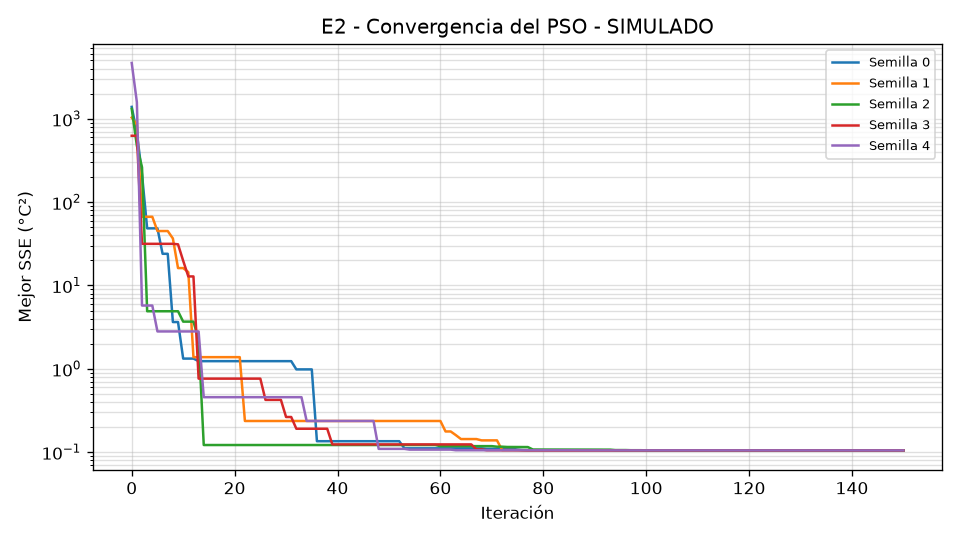 E2 - Convergencia del PSO - SIMULADO
Mejor SSE (°C²)
10³
10²
10¹
10⁰
10⁻¹
Semilla 0
Semilla 1
Semilla 2
Semilla 3
Semilla 4
0 20 40 60 80 100 120 140
Iteración